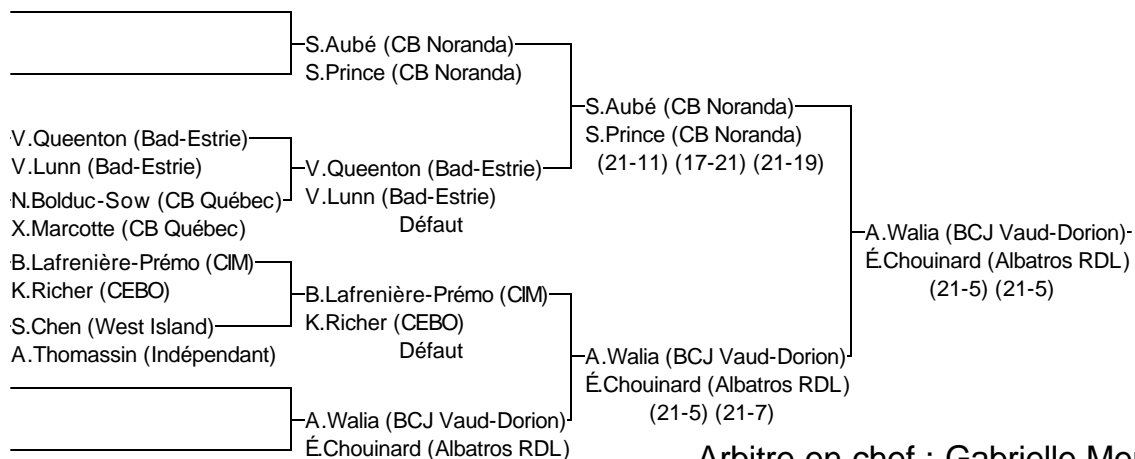 S.Aubé (CB Noranda)
S.Prince (CB Noranda)
S.Aubé (CB Noranda)
S.Prince (CB Noranda)
(21-11) (17-21) (21-19)
V.Queenton (Bad-Estrie)
V.Lunn (Bad-Estrie)
V.Queenton (Bad-Estrie)
V.Lunn (Bad-Estrie)
Défaut
N.Bolduc-Sow (CB Québec)
X.Marcotte (CB Québec)
A.Walia (BCJ Vaud-Dorion)
É.Chouinard (Albatros RDL)
(21-5) (21-5)
B.Lafrenière-Prémo (CIM)
K.Richer (CEBO)
B.Lafrenière-Prémo (CIM)
K.Richer (CEBO)
Défaut
S.Chen (West Island)
A.Thomassin (Indépendant)
A.Walia (BCJ Vaud-Dorion)
É.Chouinard (Albatros RDL)
(21-5) (21-7)
A.Walia (BCJ Vaud-Dorion)
É.Chouinard (Albatros RDL)
Arbitre en chef : Gabrielle